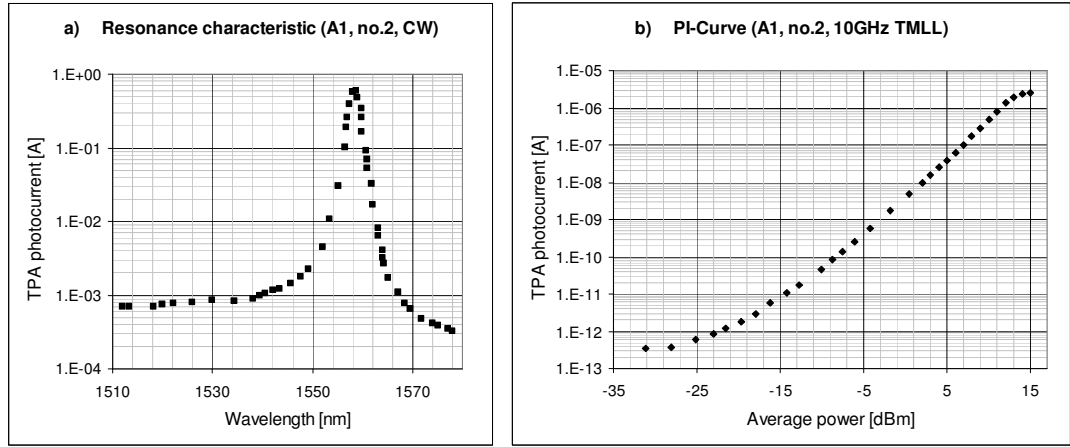 a) Resonance characteristic (A1, no.2, CW)
TPA photocurrent [A]
1.E+00
1.E-01
1.E-02
1.E-03
1.E-04
1510 1530 1550 1570
Wavelength [nm]
b) PI-Curve (A1, no.2, 10GHz TMLL)
TPA photocurrent [A]
1.E-05
1.E-06
1.E-07
1.E-08
1.E-09
1.E-10
1.E-11
1.E-12
1.E-13
-35 -25 -15 -5 5 15
Average power [dBm]